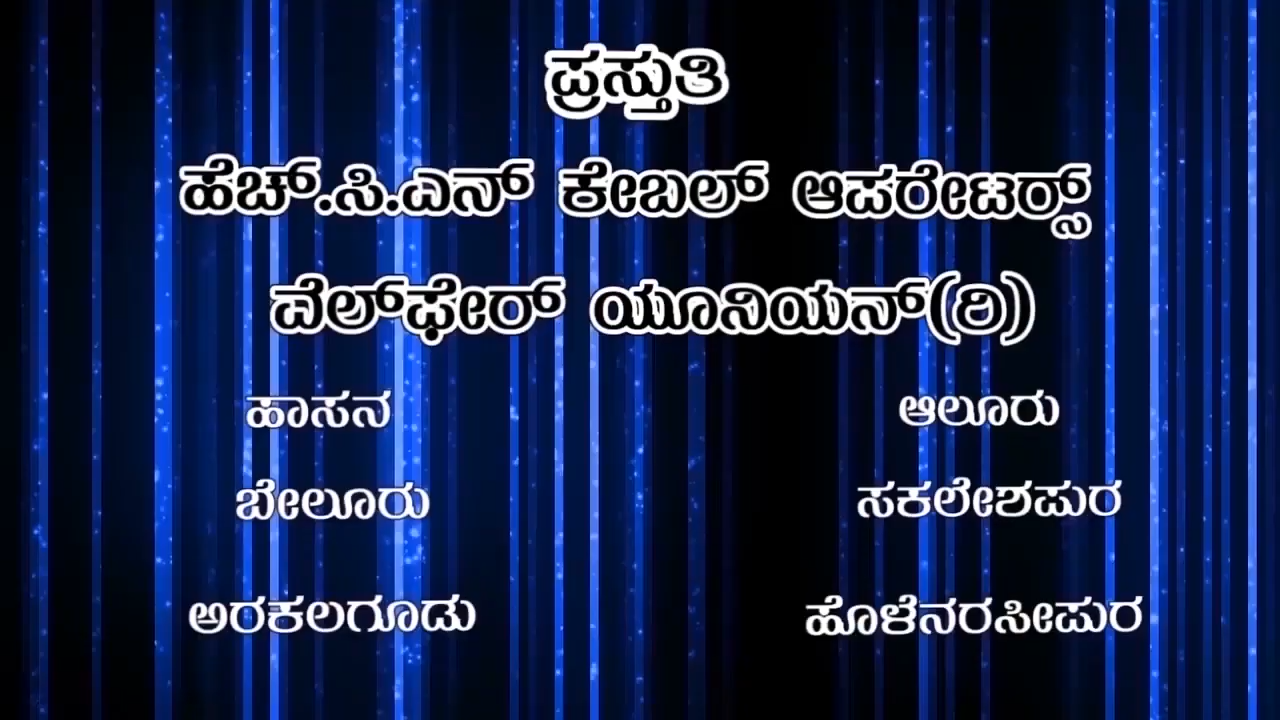 ಪ್ರಸ್ತುತಿ
ಹೆಚ್.ಸಿ.ಎನ್ ಕೇಬಲ್ ಆಪರೇಟರ‍್ಸ್
ವೆಲ್‌ಫೇರ್ ಯೂನಿಯನ್(ರಿ)
ಹಾಸನ ಆಲೂರು
ಬೇಲೂರು ಸಕಲೇಶಪುರ
ಅರಕಲಗೂಡು ಹೊಳೆನರಸೀಪುರ